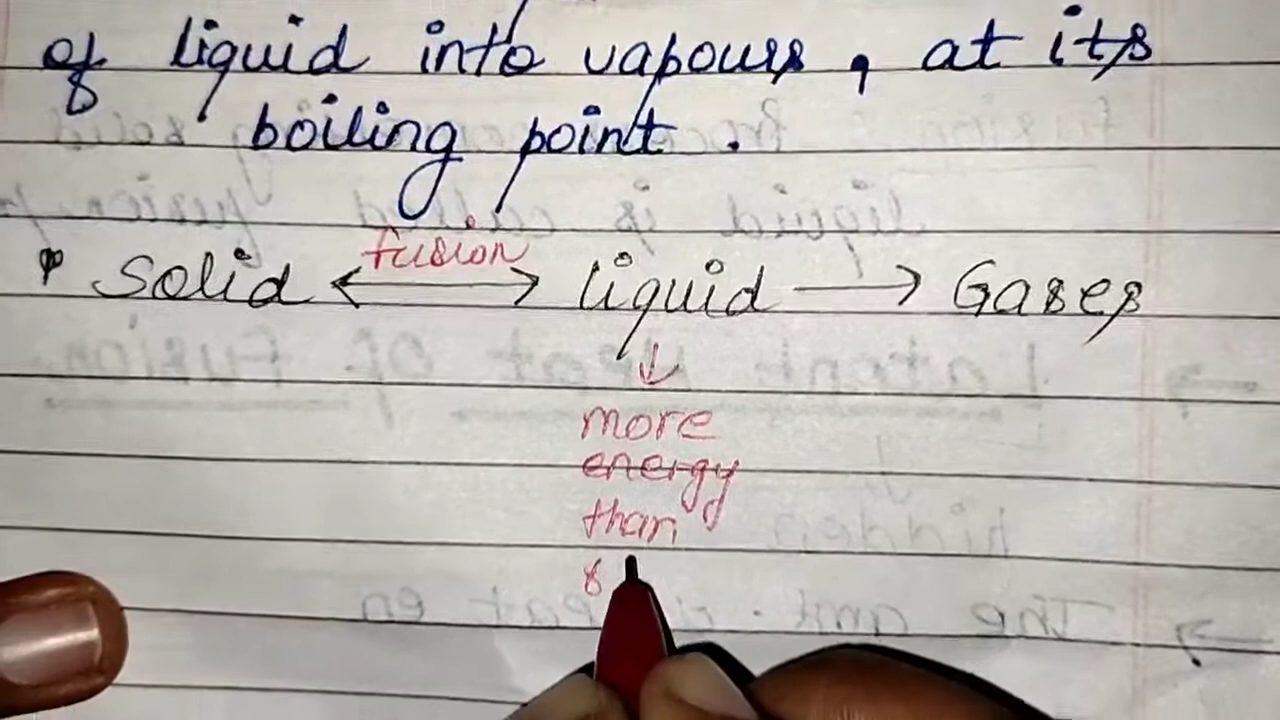 of liquid into vapours, at its
boiling point.
fusion
Solid ⟷ liquid → Gases
↓
more
energy
than
s